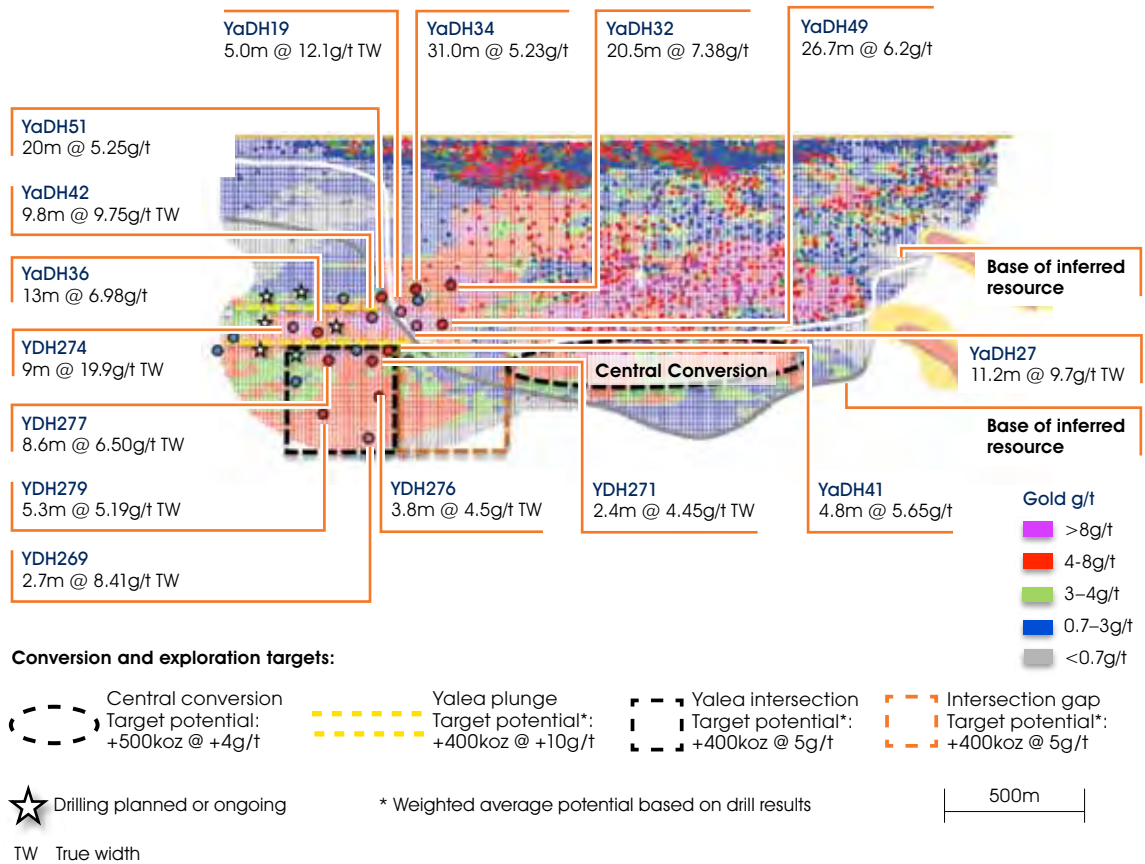 YaDH19
5.0m @ 12.1g/t TW
YaDH34
31.0m @ 5.23g/t
YaDH32
20.5m @ 7.38g/t
YaDH49
26.7m @ 6.2g/t
YaDH51
20m @ 5.25g/t
YaDH42
9.8m @ 9.75g/t TW
YaDH36
13m @ 6.98g/t
YDH274
9m @ 19.9g/t TW
YDH277
8.6m @ 6.50g/t TW
YDH279
5.3m @ 5.19g/t TW
YDH269
2.7m @ 8.41g/t TW
YDH276
3.8m @ 4.5g/t TW
YDH271
2.4m @ 4.45g/t TW
YaDH41
4.8m @ 5.65g/t
Central Conversion
Base of inferred
resource
YaDH27
11.2m @ 9.7g/t TW
Base of inferred
resource
Gold g/t
>8g/t
4-8g/t
3–4g/t
0.7–3g/t
<0.7g/t
Conversion and exploration targets:
Central conversion
Target potential:
+500koz @ +4g/t
Yalea plunge
Target potential*:
+400koz @ +10g/t
Yalea intersection
Target potential*:
+400koz @ 5g/t
Intersection gap
Target potential*:
+400koz @ 5g/t
Drilling planned or ongoing
* Weighted average potential based on drill results
500m
TW True width